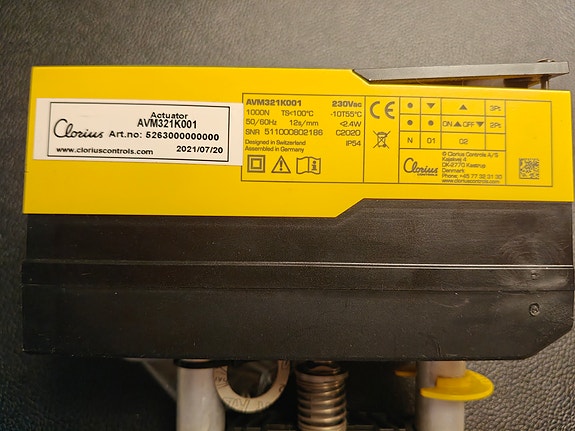 Actuator
AVM321K001
Clorius Art.no: 5263000000000
www.cloriuscontrols.com 2021/07/20
AVM321K001 230Vac
1000N TS<100°C -10T55°C
50/60Hz 12s/mm <2.4W
SNR 511000802186 C2020
Designed in Switzerland IP54
Assembled in Germany
CE
3Pt
ON OFF 2Pt
N 01 02
Clorius
CONTROLS
© Clorius Controls A/S
Kajalvej 4
DK-2770 Kastrup
Denmark
Phone: +45 77 32 31 30
www.cloriuscontrols.com